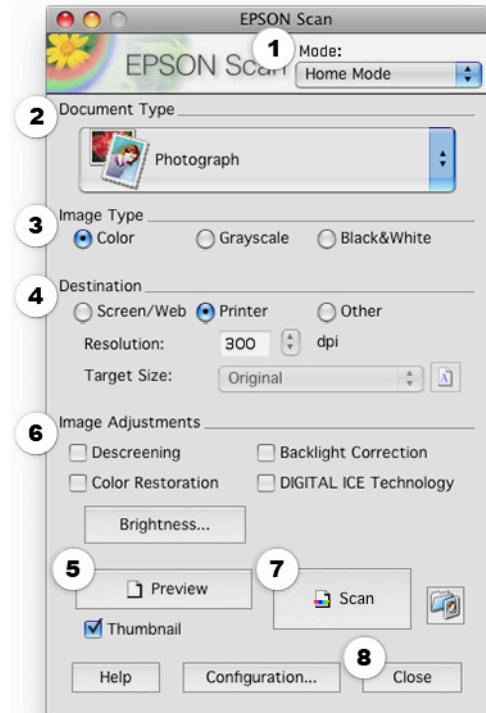 EPSON Scan
1 Mode:
EPSON Scan Home Mode
2 Document Type
Photograph
3 Image Type
Color Grayscale Black&White
4 Destination
Screen/Web Printer Other
Resolution: 300 dpi
Target Size: Original A
6 Image Adjustments
Descreening Backlight Correction
Color Restoration DIGITAL ICE Technology
Brightness...
5 Preview 7 Scan
Thumbnail
8
Help Configuration... Close